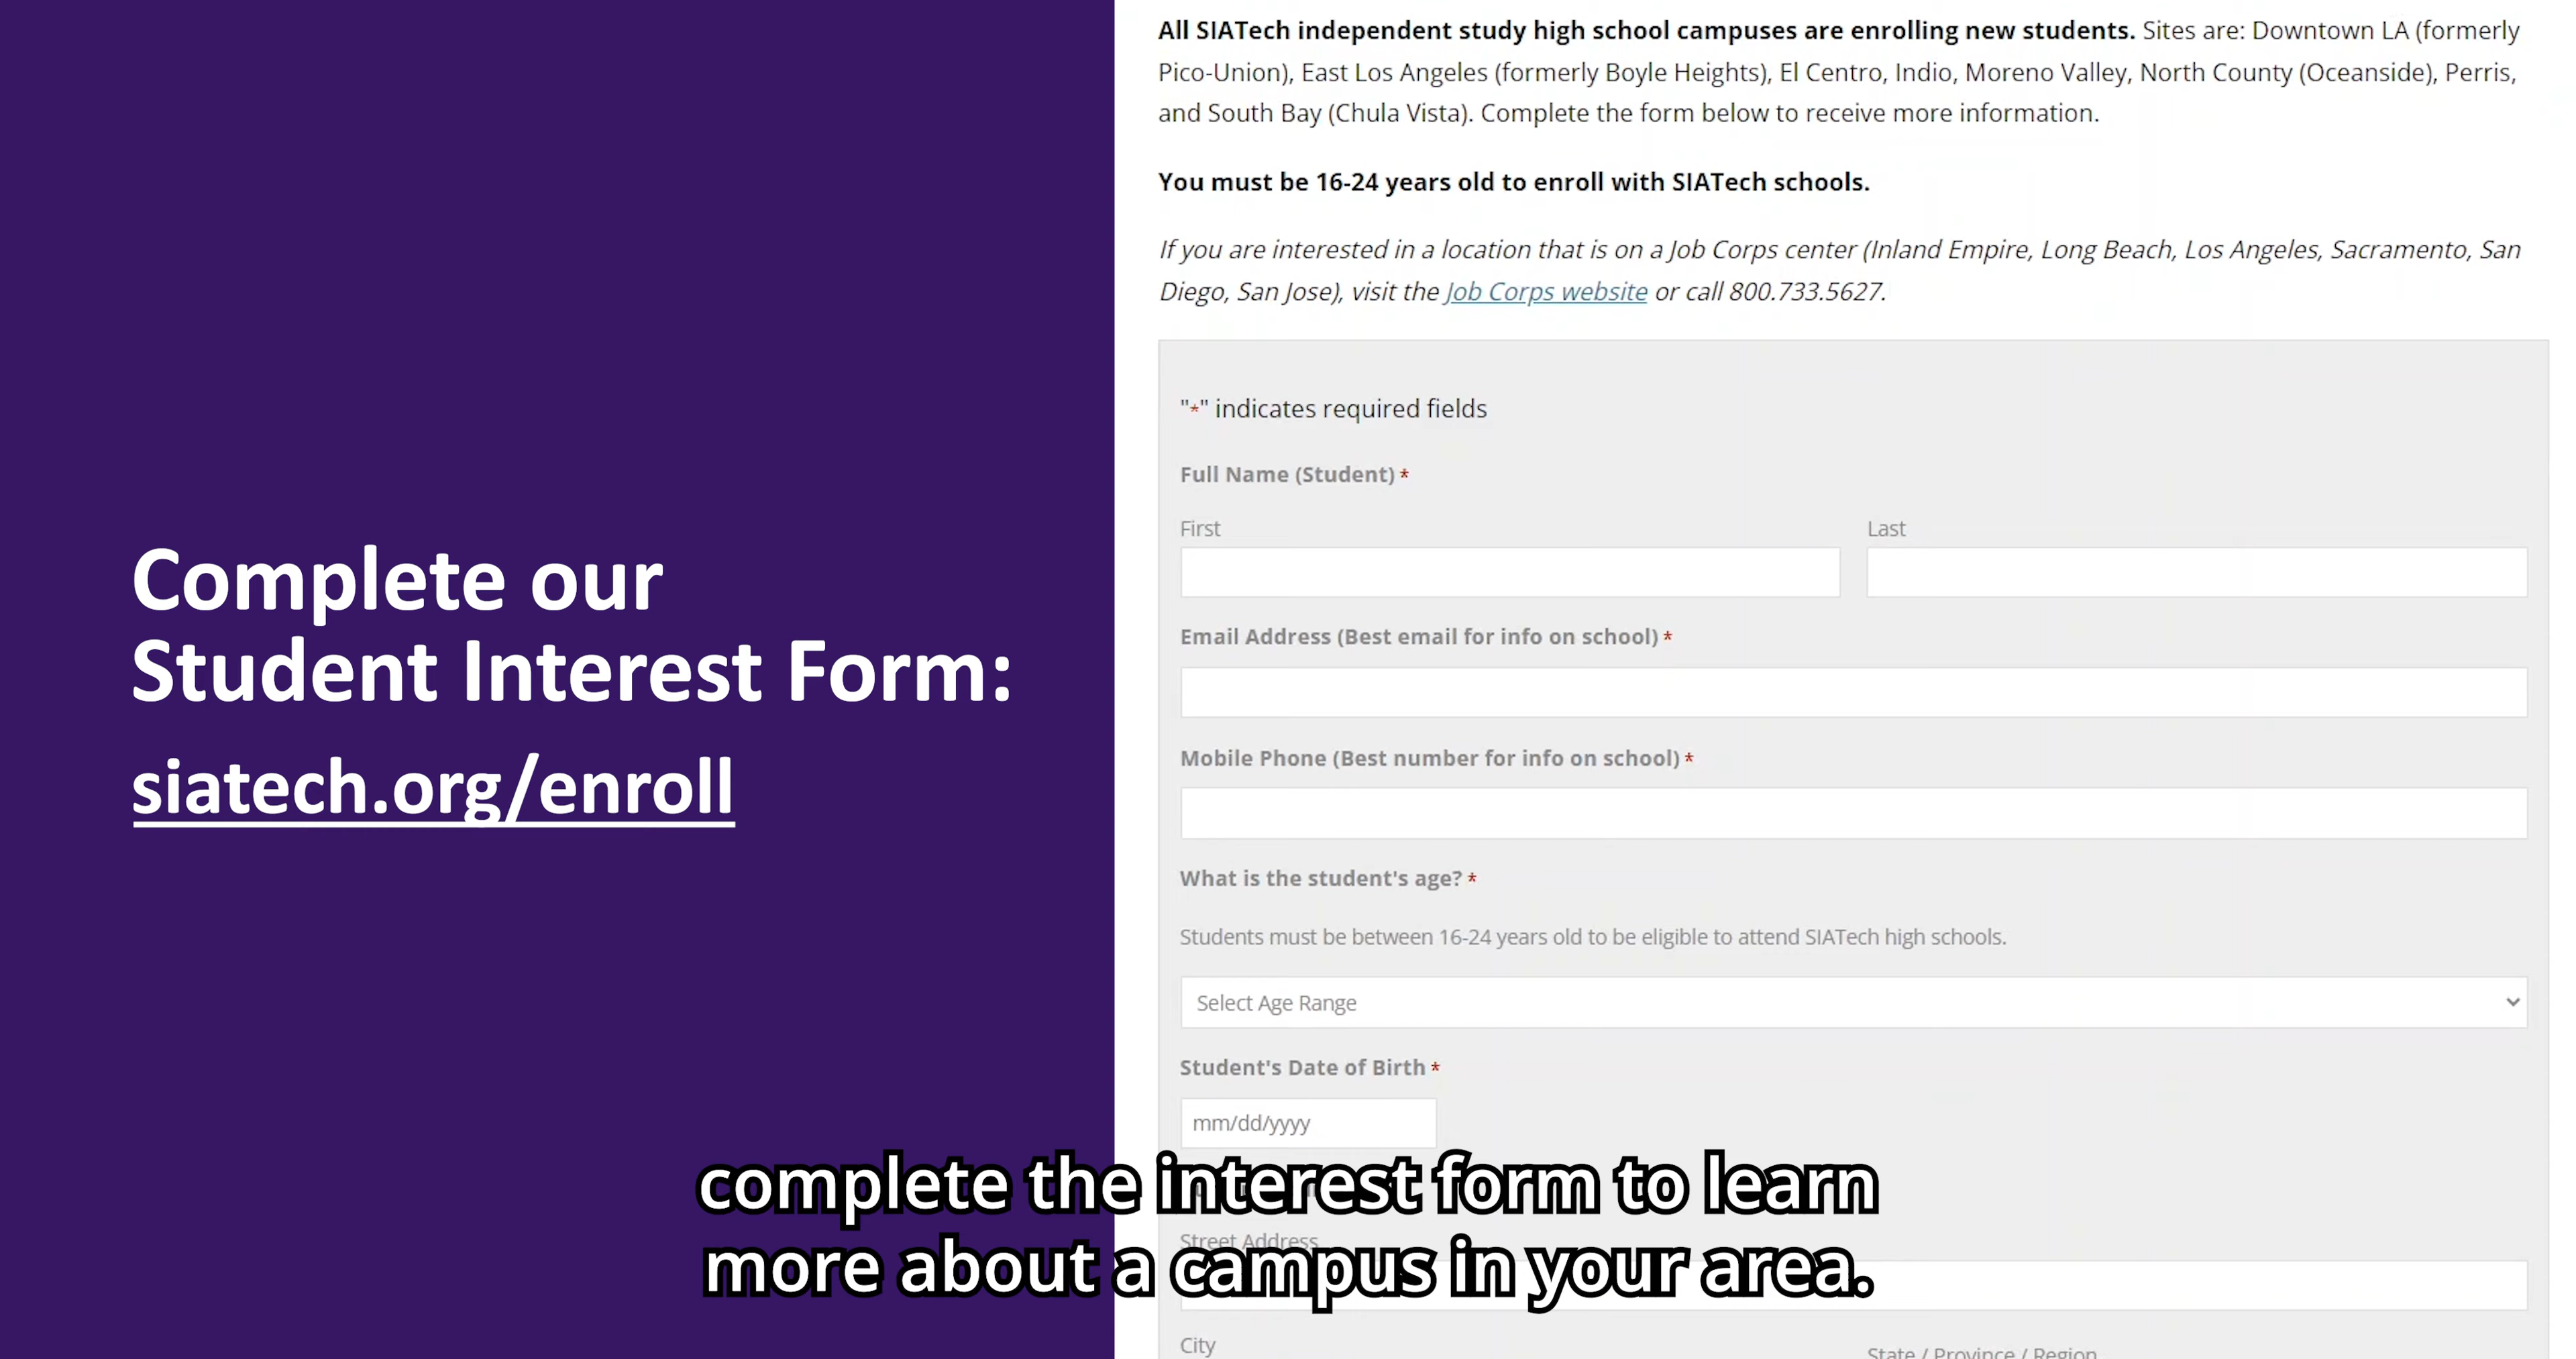 Complete our
Student Interest Form:
siatech.org/enroll
All SIATech independent study high school campuses are enrolling new students. Sites are: Downtown LA (formerly
Pico-Union), East Los Angeles (formerly Boyle Heights), El Centro, Indio, Moreno Valley, North County (Oceanside), Perris,
and South Bay (Chula Vista). Complete the form below to receive more information.
You must be 16-24 years old to enroll with SIATech schools.
If you are interested in a location that is on a Job Corps center (Inland Empire, Long Beach, Los Angeles, Sacramento, San
Diego, San Jose), visit the Job Corps website or call 800.733.5627.
"*" indicates required fields
Full Name (Student) *
First
Last
Email Address (Best email for info on school) *
Mobile Phone (Best number for info on school) *
What is the student's age? *
Students must be between 16-24 years old to be eligible to attend SIATech high schools.
Select Age Range
Student's Date of Birth *
mm/dd/yyyy
complete the interest form to learn
Street Address
more about a campus in your area.
City
State / Province / Region